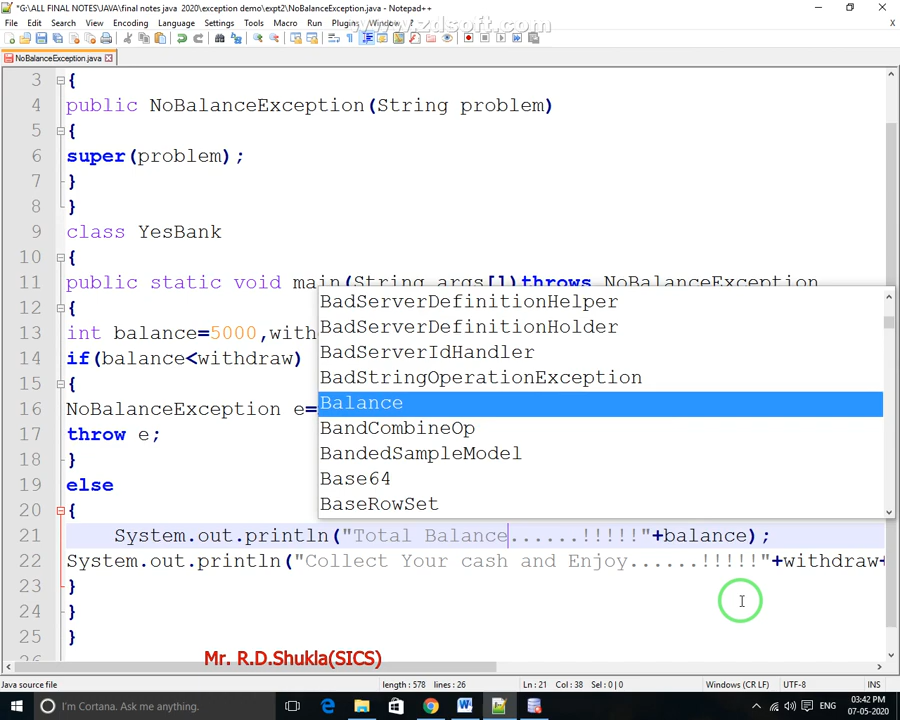 *G:\ALL FINAL NOTES\JAVA\final notes java  2020\exception demo\expt2\NoBalanceException.java - Notepad++
File Edit Search View Encoding Language Settings Tools Macro Run Plugins Window ?
www.zdsoft.com
NoBalanceException.java
3 {
4 public NoBalanceException(String problem)
5 {
6 super(problem);
7 }
8 }
9 class YesBank
10 {
11 public static void main(String args[])throws NoBalanceException
12 {
13 int balance=5000,with
14 if(balance<withdraw)
15 {
16 NoBalanceException e=
17 throw e;
18 }
19 else
20 {
21 System.out.println("Total Balance......!!!!!"+balance);
22 System.out.println("Collect Your cash and Enjoy......!!!!!"+withdraw+
23 }
24 }
25 }
26
BadServerDefinitionHelper
BadServerDefinitionHolder
BadServerIdHandler
BadStringOperationException
Balance
BandCombineOp
BandedSampleModel
Base64
BaseRowSet
Mr. R.D.Shukla(SICS)
Java source file length : 578 lines : 26 Ln : 21 Col : 38 Sel : 0 | 0 Windows (CR LF) UTF-8 INS
I'm Cortana. Ask me anything. ENG 03:42 PM
07-05-2020